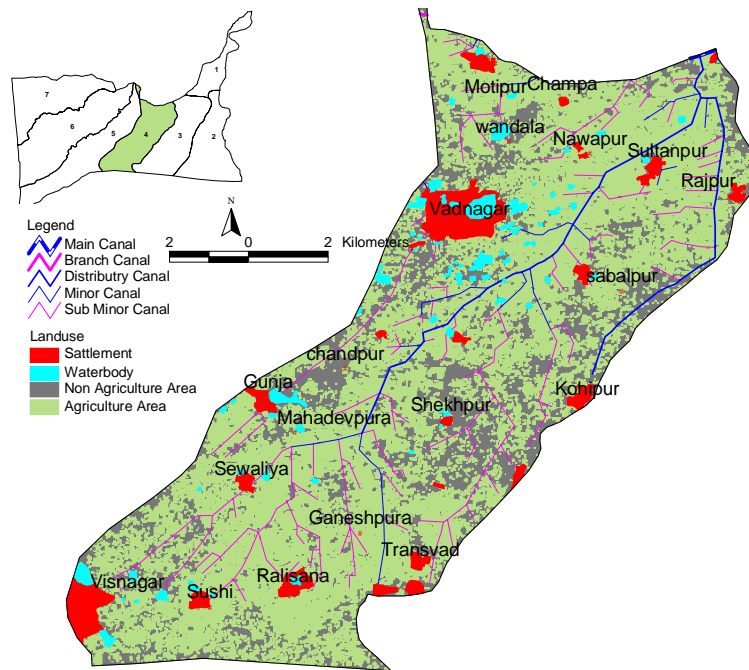 1
7
6
5
4
3
2
N
2 0 2 Kilometers
Legend
Main Canal
Branch Canal
Distributry Canal
Minor Canal
Sub Minor Canal
Landuse
Sattlement
Waterbody
Non Agriculture Area
Agriculture Area
Motipur
Champa
wandala
Nawapur
Sultanpur
Rajpur
Vadnagar
sabalpur
chandpur
Gunja
Kohipur
Shekhpur
Mahadevpura
Sewaliya
Ganeshpura
Transvad
Visnagar
Sushi
Ralisana